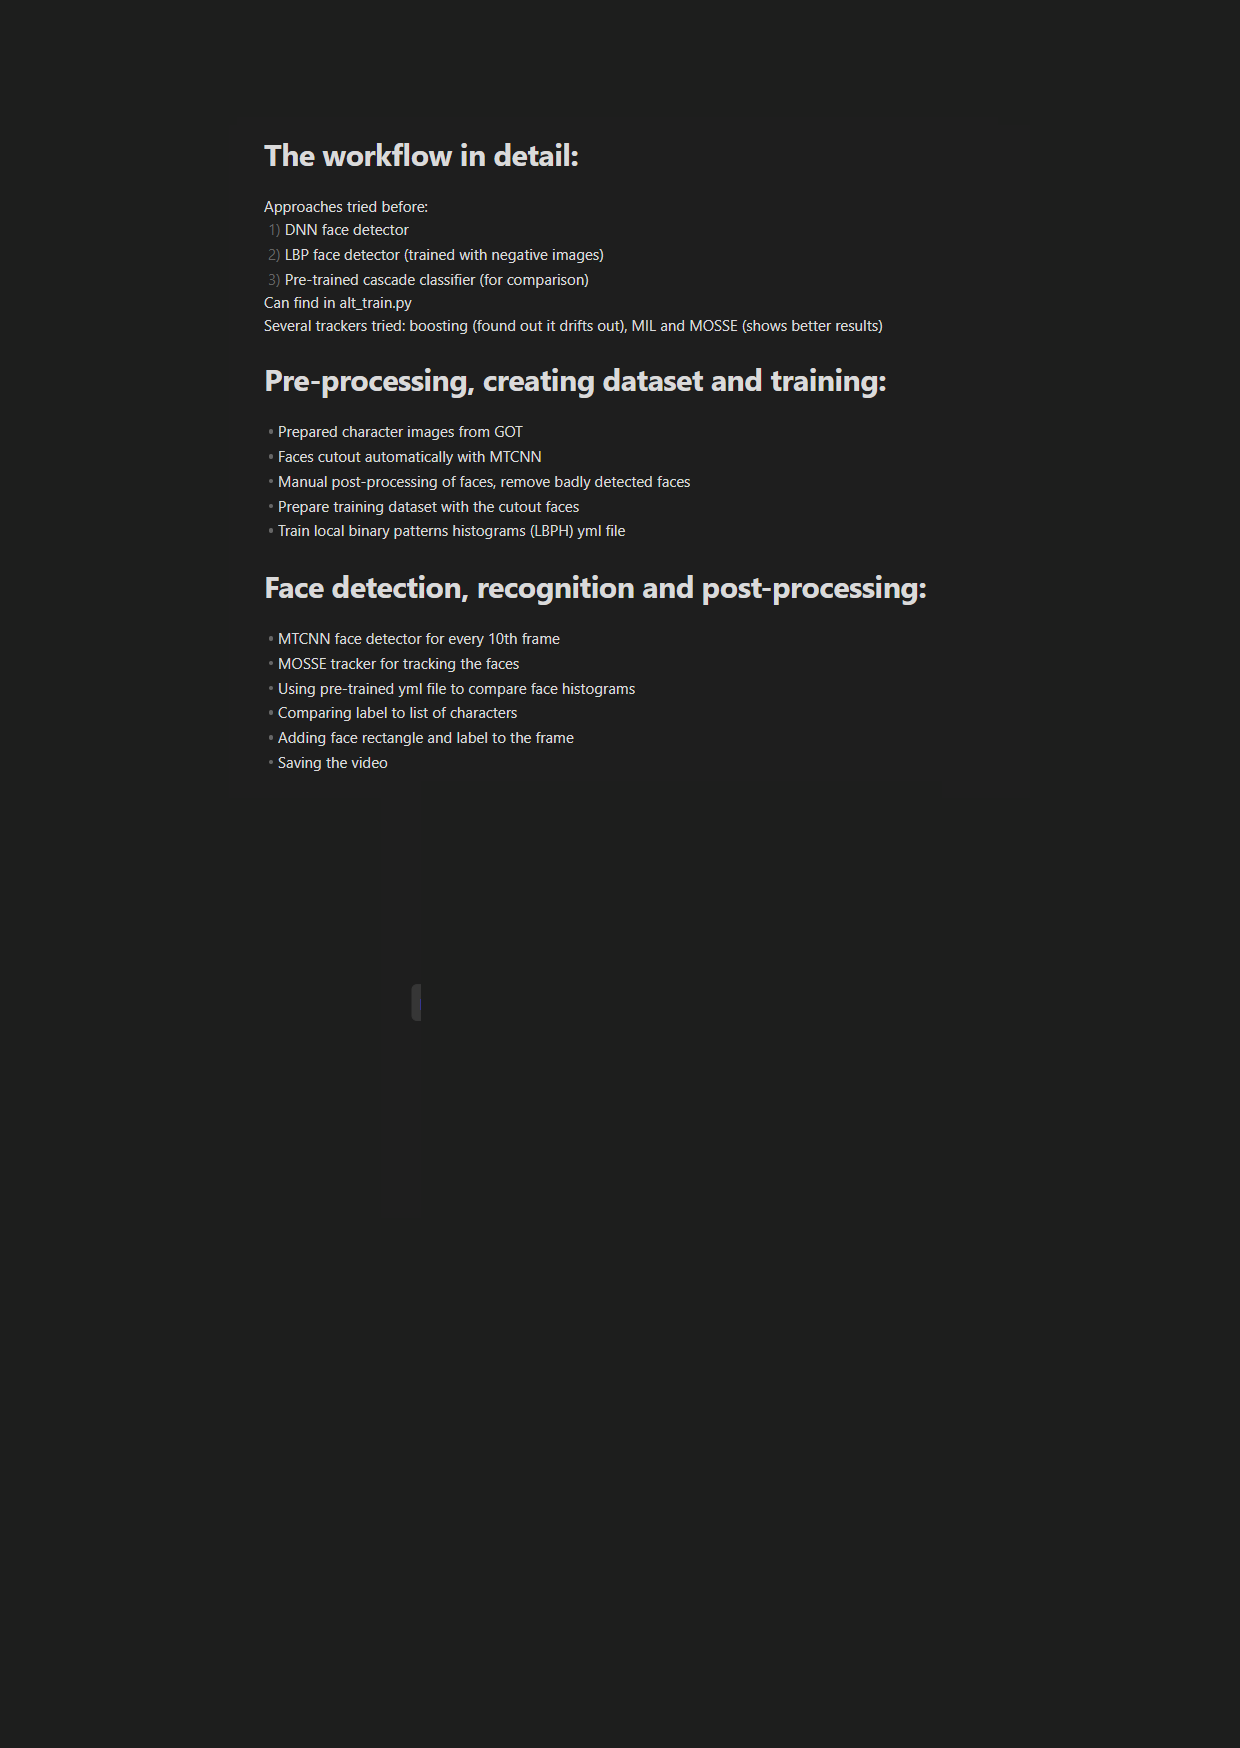 The workflow in detail:
Approaches tried before:
1) DNN face detector
2) LBP face detector (trained with negative images)
3) Pre-trained cascade classifier (for comparison)
Can find in alt_train.py
Several trackers tried: boosting (found out it drifts out), MIL and MOSSE (shows better results)
Pre-processing, creating dataset and training:
• Prepared character images from GOT
• Faces cutout automatically with MTCNN
• Manual post-processing of faces, remove badly detected faces
• Prepare training dataset with the cutout faces
• Train local binary patterns histograms (LBPH) yml file
Face detection, recognition and post-processing:
• MTCNN face detector for every 10th frame
• MOSSE tracker for tracking the faces
• Using pre-trained yml file to compare face histograms
• Comparing label to list of characters
• Adding face rectangle and label to the frame
• Saving the video